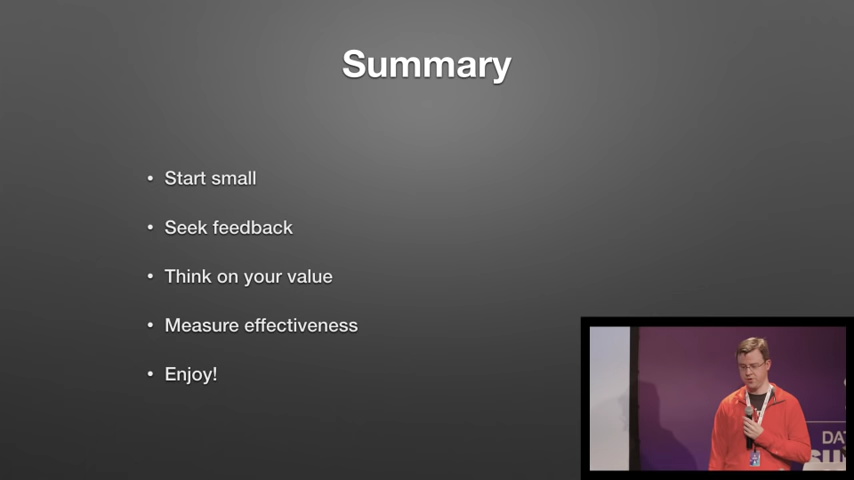 Summary
• Start small
• Seek feedback
• Think on your value
• Measure effectiveness
• Enjoy!